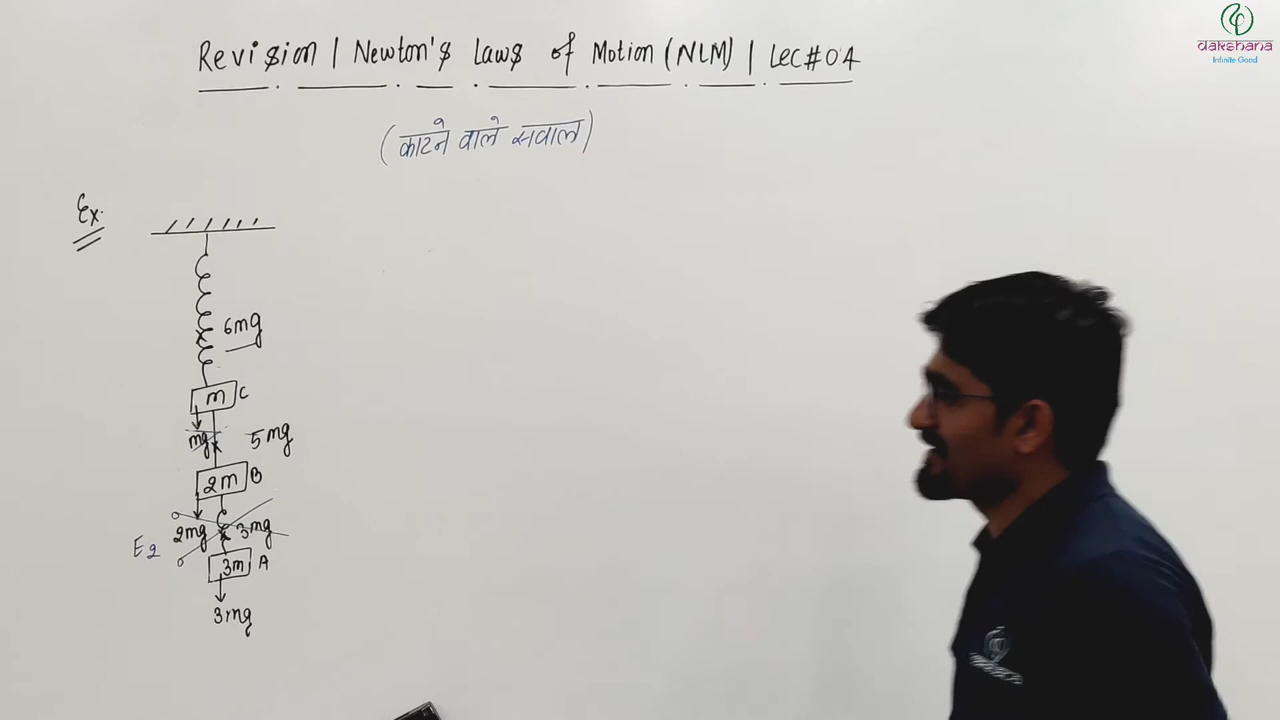 dakshana
Infinite Good
Revision | Newton's Laws of Motion (NLM) | Lec#04
(काटने वाले सवाल)
Ex.
6mg
m C
mg 5mg
2m B
2mg 3mg
E2
3m A
3mg